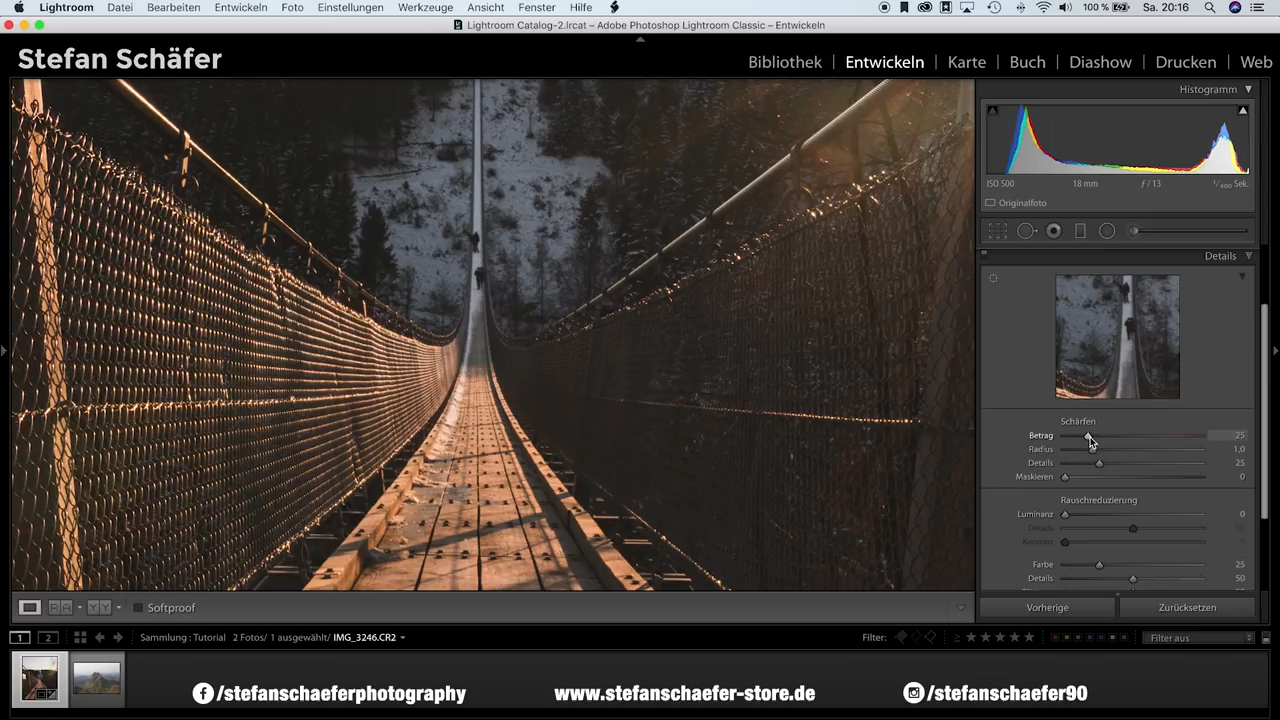 Lightroom Datei Bearbeiten Entwickeln Foto Einstellungen Werkzeuge Ansicht Fenster Hilfe 100 % Sa. 20:16
Lightroom Catalog-2.lrcat – Adobe Photoshop Lightroom Classic – Entwickeln
Stefan Schäfer
Bibliothek | Entwickeln | Karte | Buch | Diashow | Drucken | Web
Histogramm
ISO 500 18 mm ƒ / 13 1/400 Sek.
Originalfoto
Details
Schärfen
Betrag 25
Radius 1,0
Details 25
Maskieren 0
Rauschreduzierung
Luminanz 0
Details
Kontrast
Farbe 25
Details 50
Softproof
Vorherige Zurücksetzen
1 2 Sammlung : Tutorial 2 Fotos/ 1 ausgewählt/ IMG_3246.CR2 Filter: Filter aus
/stefanschaeferphotography www.stefanschaefer-store.de /stefanschaefer90